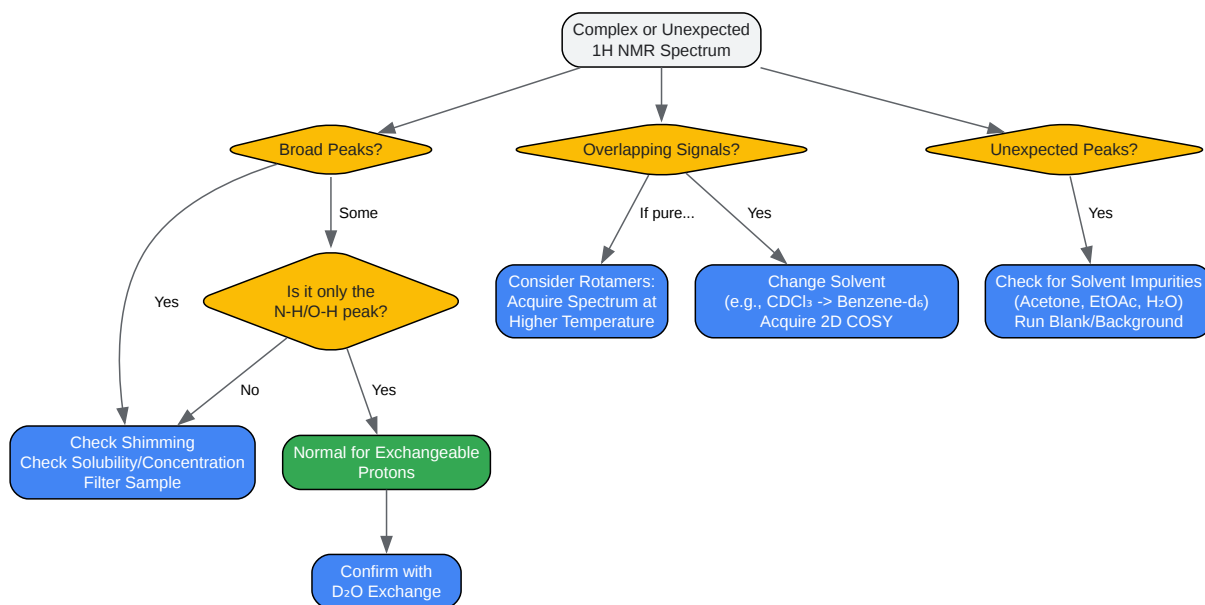 Complex or Unexpected
1H NMR Spectrum
Broad Peaks?
Overlapping Signals?
Unexpected Peaks?
Some
If pure...
Yes
Yes
Is it only the
N-H/O-H peak?
Yes
Consider Rotamers:
Acquire Spectrum at
Higher Temperature
Change Solvent
(e.g., CDCl₃ -> Benzene-d₆)
Acquire 2D COSY
Check for Solvent Impurities
(Acetone, EtOAc, H₂O)
Run Blank/Background
No
Yes
Check Shimming
Check Solubility/Concentration
Filter Sample
Normal for Exchangeable
Protons
Confirm with
D₂O Exchange